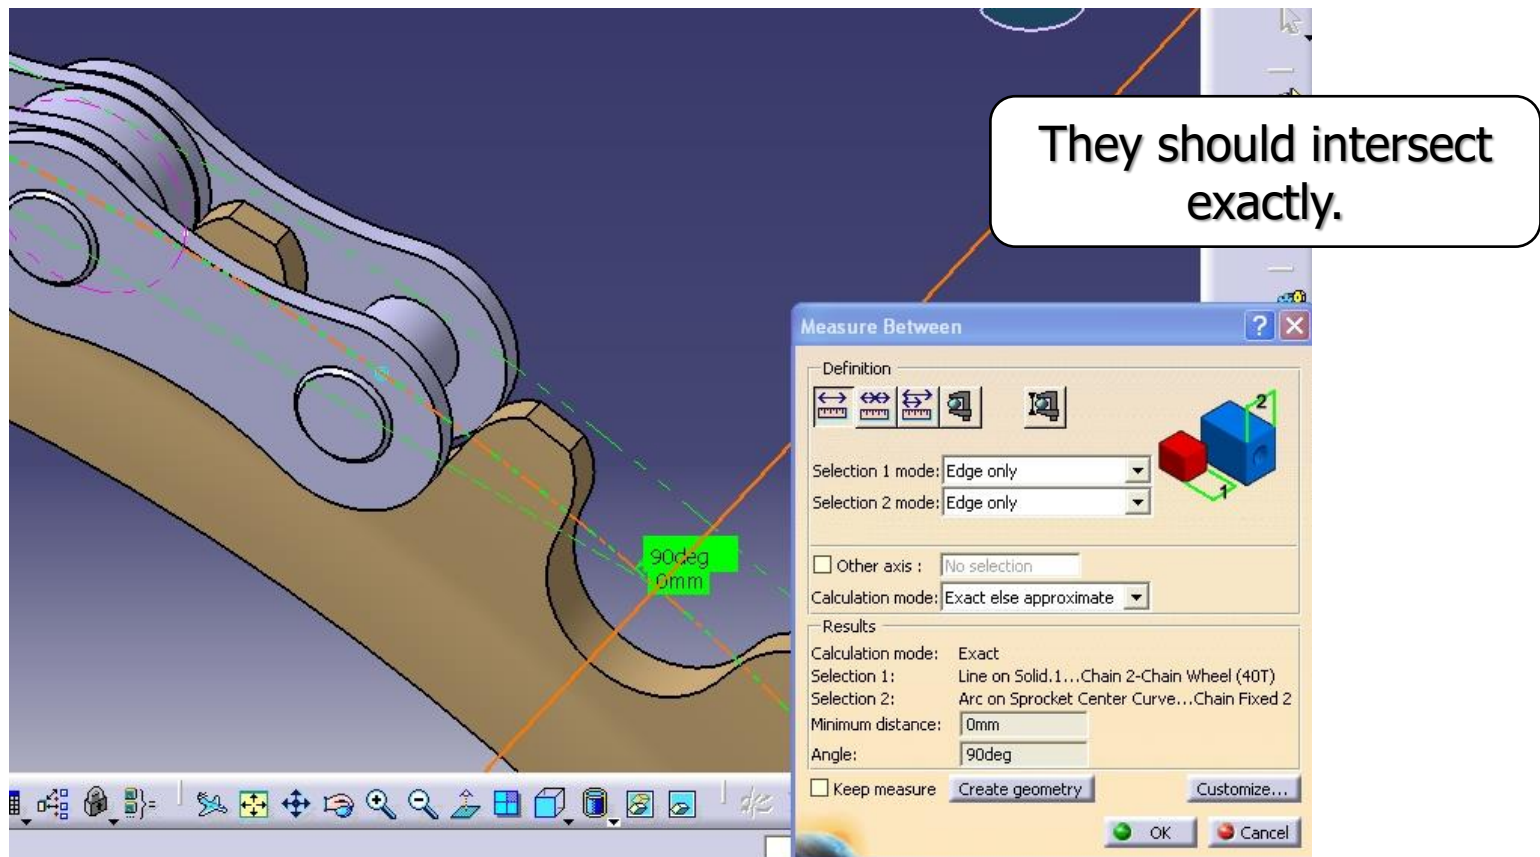 They should intersect
exactly.
Measure Between
Definition
2
1
Selection 1 mode: Edge only
Selection 2 mode: Edge only
90deg
0mm
Other axis : No selection
Calculation mode: Exact else approximate
Results
Calculation mode: Exact
Selection 1: Line on Solid.1...Chain 2-Chain Wheel (40T)
Selection 2: Arc on Sprocket Center Curve...Chain Fixed 2
Minimum distance: 0mm
Angle: 90deg
Keep measure Create geometry Customize...
OK Cancel